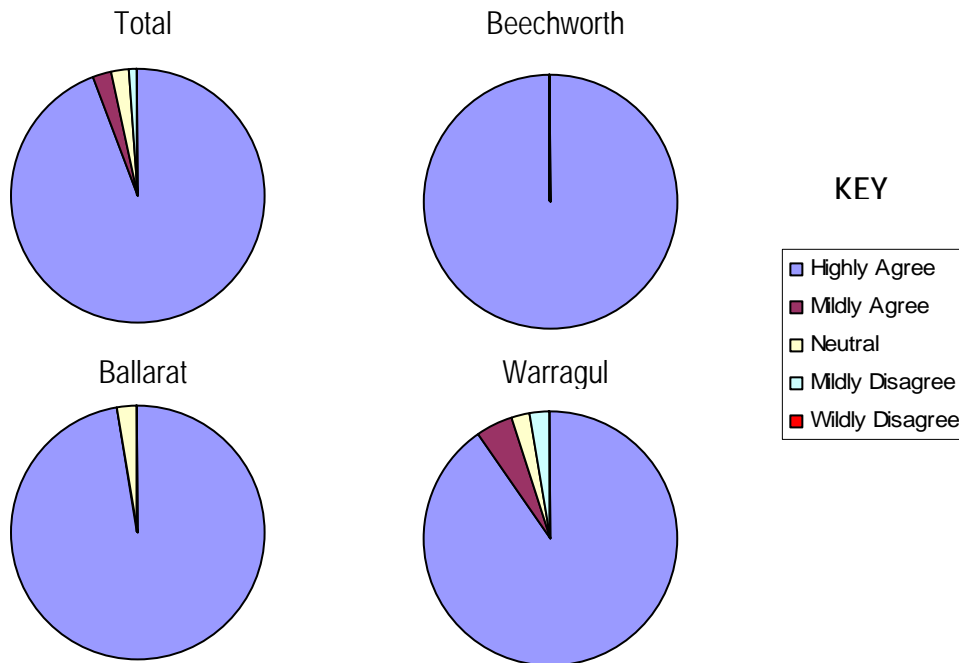 Total
Beechworth
KEY
Highly Agree
Mildly Agree
Neutral
Mildly Disagree
Wildly Disagree
Ballarat
Warragul